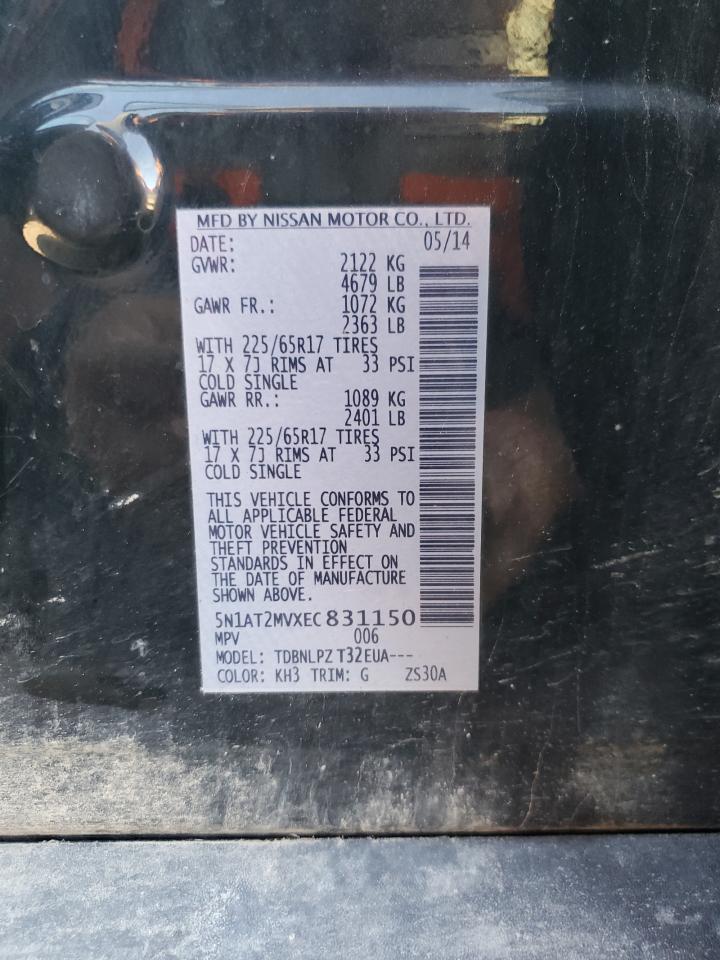 MFD BY NISSAN MOTOR CO., LTD.
DATE: 05/14
GVWR: 2122 KG
4679 LB
GAWR FR.: 1072 KG
2363 LB
WITH 225/65R17 TIRES
17 X 7J RIMS AT 33 PSI
COLD SINGLE
GAWR RR.: 1089 KG
2401 LB
WITH 225/65R17 TIRES
17 X 7J RIMS AT 33 PSI
COLD SINGLE
THIS VEHICLE CONFORMS TO
ALL APPLICABLE FEDERAL
MOTOR VEHICLE SAFETY AND
THEFT PREVENTION
STANDARDS IN EFFECT ON
THE DATE OF MANUFACTURE
SHOWN ABOVE.
5N1AT2MVXEC831150
MPV 006
MODEL: TDBNLPZ T32EUA---
COLOR: KH3 TRIM: G ZS30A